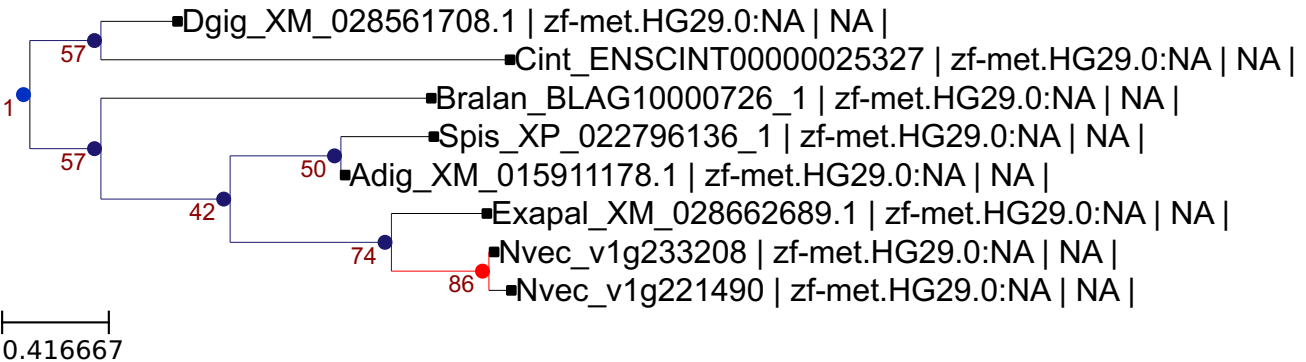 Dgig_XM_028561708.1 | zf-met.HG29.0:NA | NA |
57
Cint_ENSCINT00000025327 | zf-met.HG29.0:NA | NA |
1
Bralan_BLAG10000726_1 | zf-met.HG29.0:NA | NA |
Spis_XP_022796136_1 | zf-met.HG29.0:NA | NA |
57
50
Adig_XM_015911178.1 | zf-met.HG29.0:NA | NA |
42
Exapal_XM_028662689.1 | zf-met.HG29.0:NA | NA |
74
Nvec_v1g233208 | zf-met.HG29.0:NA | NA |
86
Nvec_v1g221490 | zf-met.HG29.0:NA | NA |
0.416667